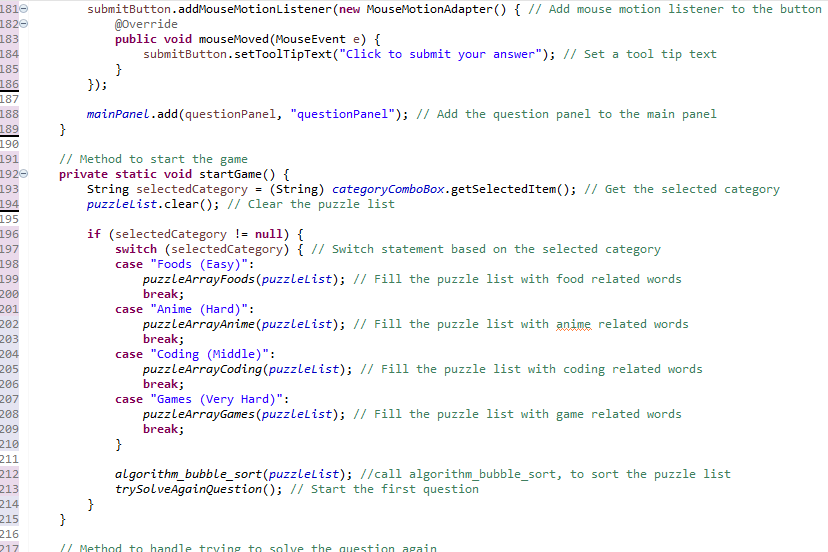 181 submitButton.addMouseMotionListener(new MouseMotionAdapter() { // Add mouse motion listener to the button
182 @Override
183 public void mouseMoved(MouseEvent e) {
184 submitButton.setToolTipText("Click to submit your answer"); // Set a tool tip text
185 }
186 });
187
188 mainPanel.add(questionPanel, "questionPanel"); // Add the question panel to the main panel
189 }
190
191 // Method to start the game
192 private static void startGame() {
193 String selectedCategory = (String) categoryComboBox.getSelectedItem(); // Get the selected category
194 puzzleList.clear(); // Clear the puzzle list
195
196 if (selectedCategory != null) {
197 switch (selectedCategory) { // Switch statement based on the selected category
198 case "Foods (Easy)":
199 puzzleArrayFoods(puzzleList); // Fill the puzzle list with food related words
200 break;
201 case "Anime (Hard)":
202 puzzleArrayAnime(puzzleList); // Fill the puzzle list with anime related words
203 break;
204 case "Coding (Middle)":
205 puzzleArrayCoding(puzzleList); // Fill the puzzle list with coding related words
206 break;
207 case "Games (Very Hard)":
208 puzzleArrayGames(puzzleList); // Fill the puzzle list with game related words
209 break;
210 }
211
212 algorithm_bubble_sort(puzzleList); //call algorithm_bubble_sort, to sort the puzzle list
213 trySolveAgainQuestion(); // Start the first question
214 }
215 }
216
217 // Method to handle trying to solve the question again